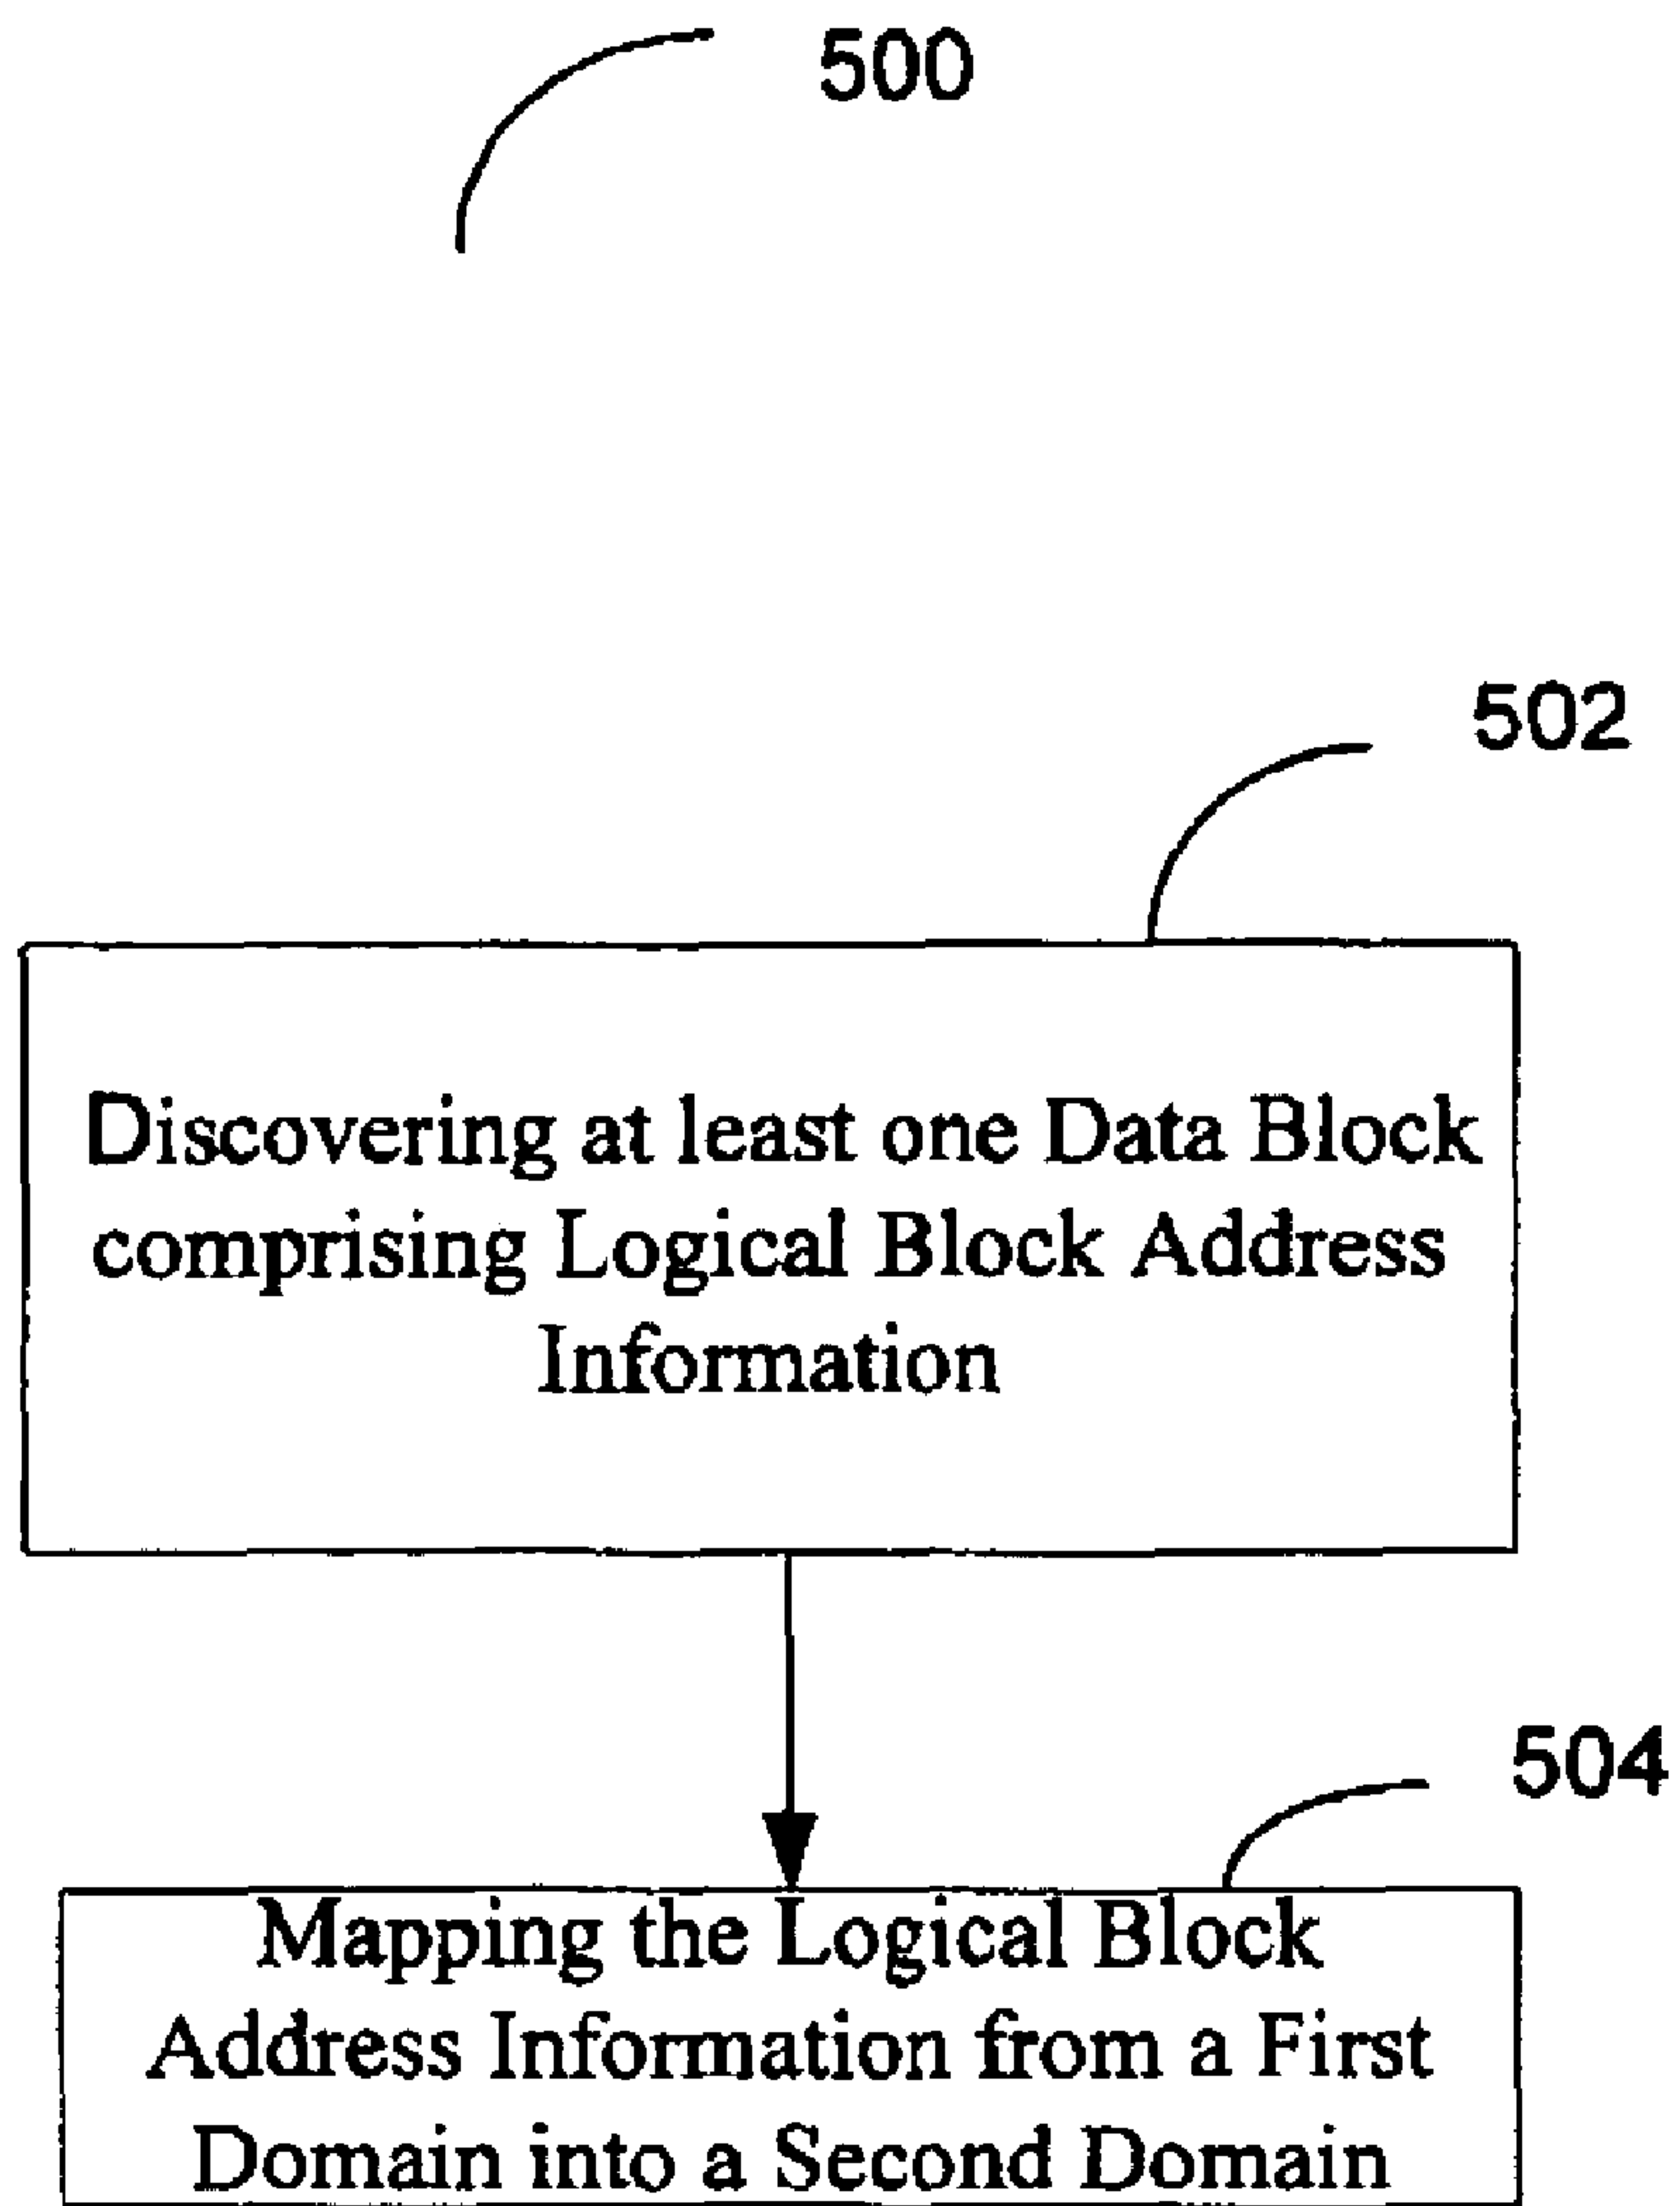 500
502
Discovering at least one Data Block
comprising Logical Block Address
Information
504
Mapping the Logical Block
Address Information from a First
Domain into a Second Domain